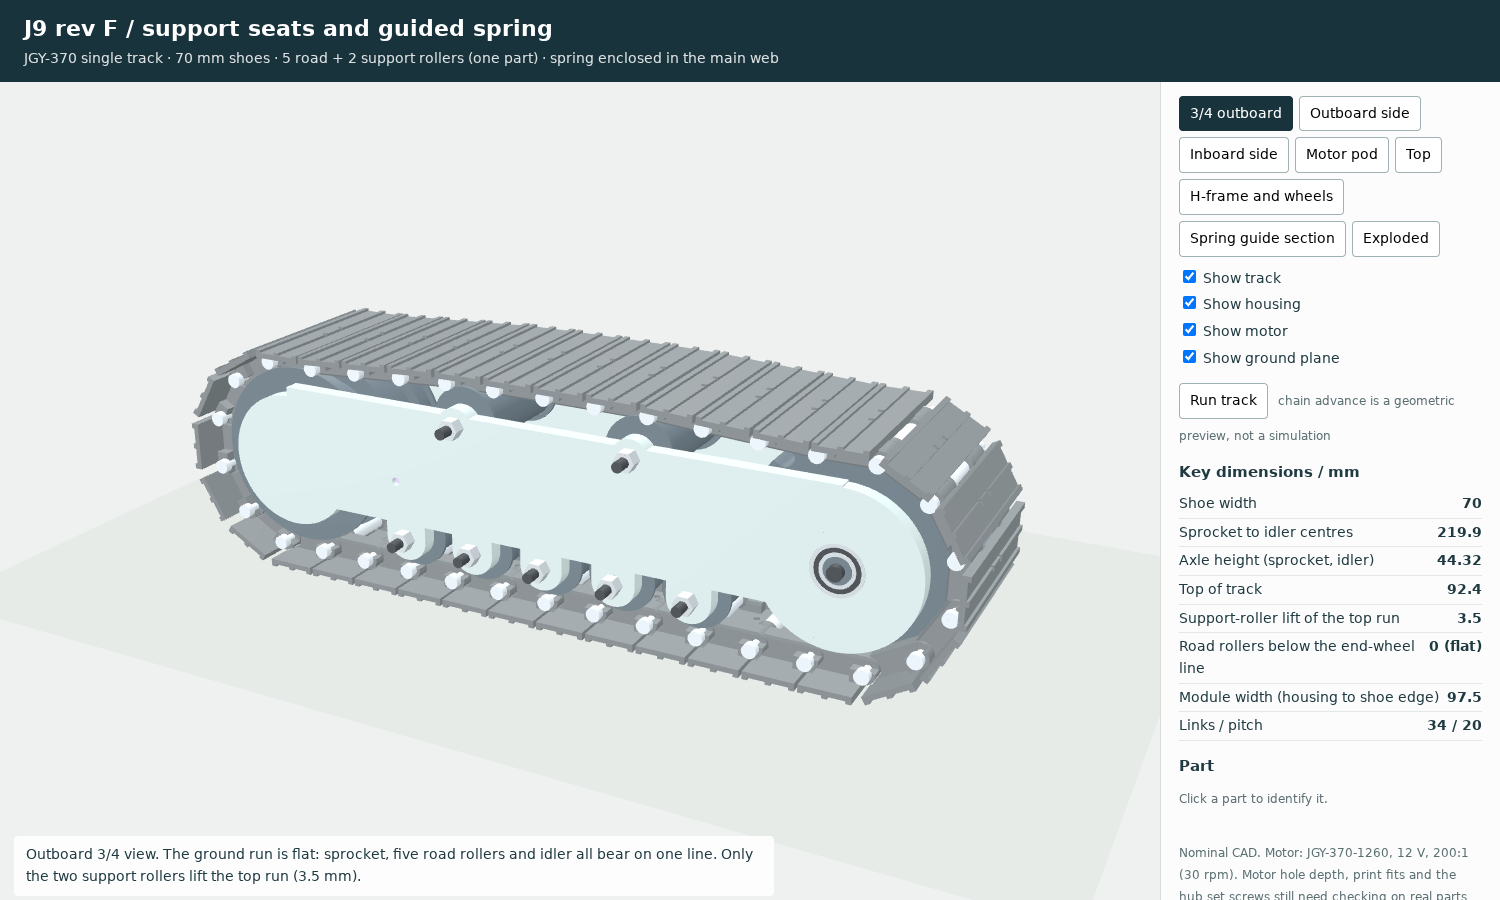 J9 rev F / support seats and guided spring
JGY-370 single track · 70 mm shoes · 5 road + 2 support rollers (one part) · spring enclosed in the main web
3/4 outboard
Outboard side
Inboard side
Motor pod
Top
H-frame and wheels
Spring guide section
Exploded
Show track
Show housing
Show motor
Show ground plane
Run track
chain advance is a geometric
preview, not a simulation
Key dimensions / mm
Shoe width 70
Sprocket to idler centres 219.9
Axle height (sprocket, idler) 44.32
Top of track 92.4
Support-roller lift of the top run 3.5
Road rollers below the end-wheel 0 (flat)
line
Module width (housing to shoe edge) 97.5
Links / pitch 34 / 20
Part
Click a part to identify it.
Nominal CAD. Motor: JGY-370-1260, 12 V, 200:1
(30 rpm). Motor hole depth, print fits and the
hub set screws still need checking on real parts
Outboard 3/4 view. The ground run is flat: sprocket, five road rollers and idler all bear on one line. Only
the two support rollers lift the top run (3.5 mm).